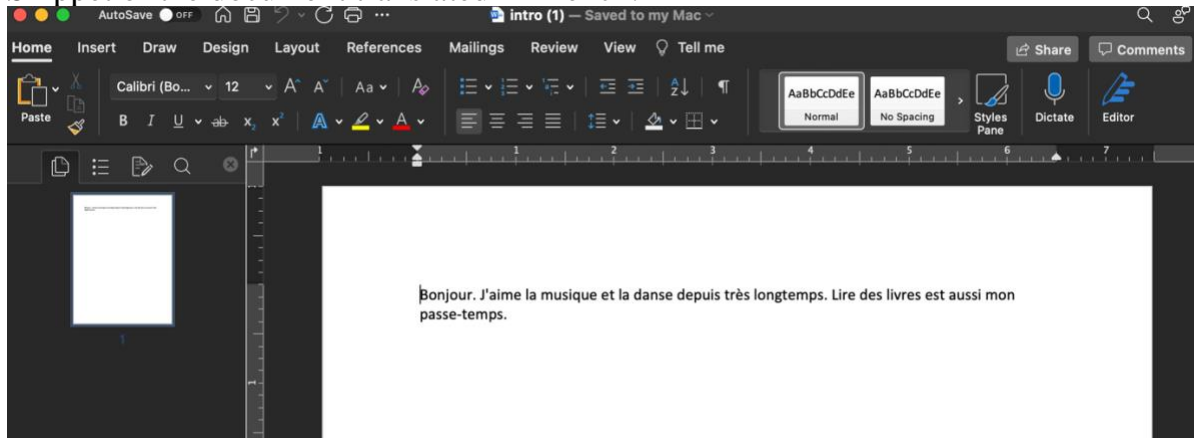 AutoSave OFF intro (1) — Saved to my Mac
Home Insert Draw Design Layout References Mailings Review View Tell me Share Comments
Paste Calibri (Bo... 12 Aa AaBbCcDdEe Normal AaBbCcDdEe No Spacing Styles Pane Dictate Editor
B I U ab x2 x2 A A
1 1 2 3 4 5 6 7
Bonjour. J'aime la musique et la danse depuis très longtemps. Lire des livres est aussi mon
passe-temps.
1
1